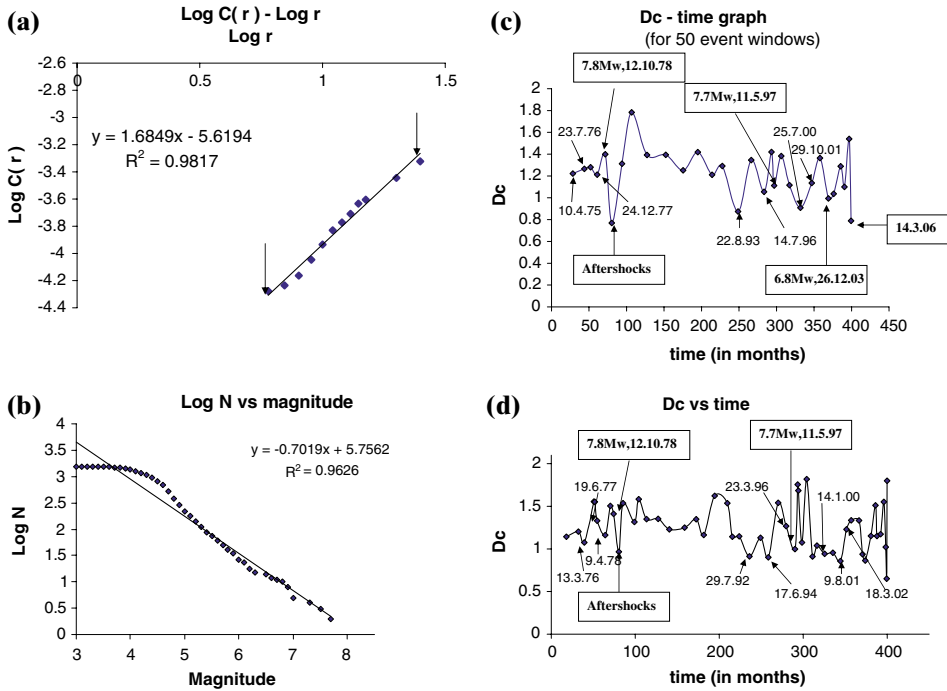 (a)
Log C( r ) - Log r
Log r
0
0.5
1
1.5
-2.6
-2.8
-3
-3.2
-3.4
-3.6
-3.8
-4
-4.2
-4.4
Log C( r )
y = 1.6849x - 5.6194
R² = 0.9817
(c)
Dc - time graph
(for 50 event windows)
7.8Mw,12.10.78
7.7Mw,11.5.97
2
1.8
1.6
1.4
1.2
1
0.8
0.6
0.4
0.2
0
Dc
23.7.76
25.7.00
29.10.01
10.4.75
24.12.77
22.8.93
14.7.96
14.3.06
Aftershocks
6.8Mw,26.12.03
0
50
100
150
200
250
300
350
400
450
time (in months)
(b)
Log N vs magnitude
4
3.5
3
2.5
2
1.5
1
0.5
0
Log N
y = -0.7019x + 5.7562
R² = 0.9626
3
4
5
6
7
8
Magnitude
(d)
Dc vs time
7.8Mw,12.10.78
7.7Mw,11.5.97
2
1.5
1
0.5
0
Dc
19.6.77
23.3.96
14.1.00
13.3.76
9.4.78
29.7.92
17.6.94
9.8.01
18.3.02
Aftershocks
0
100
200
300
400
time (in months)